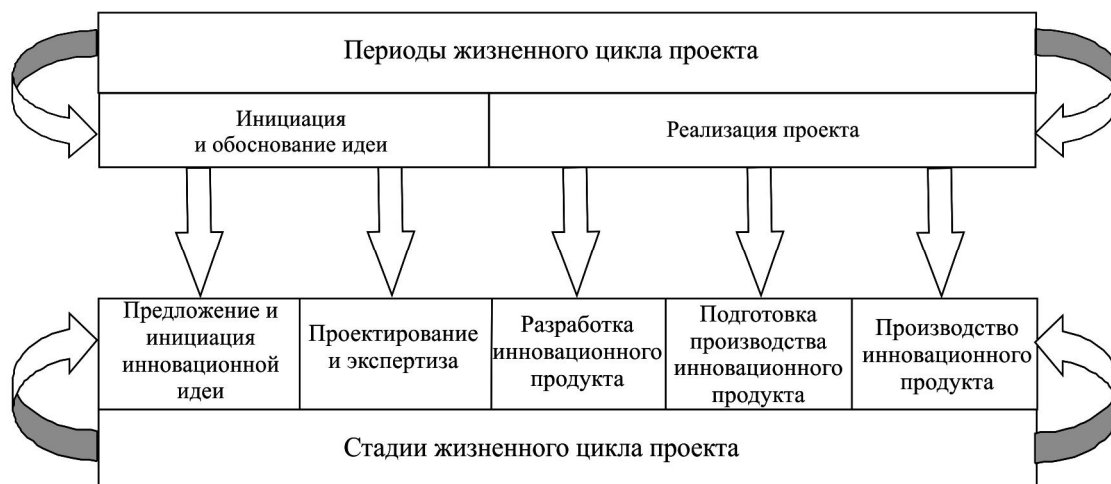 Периоды жизненного цикла проекта
Инициация
и обоснование идеи
Реализация проекта
Предложение и
инициация
инновационной
идеи
Проектирование
и экспертиза
Разработка
инновационного
продукта
Подготовка
производства
инновационного
продукта
Производство
инновационного
продукта
Стадии жизненного цикла проекта